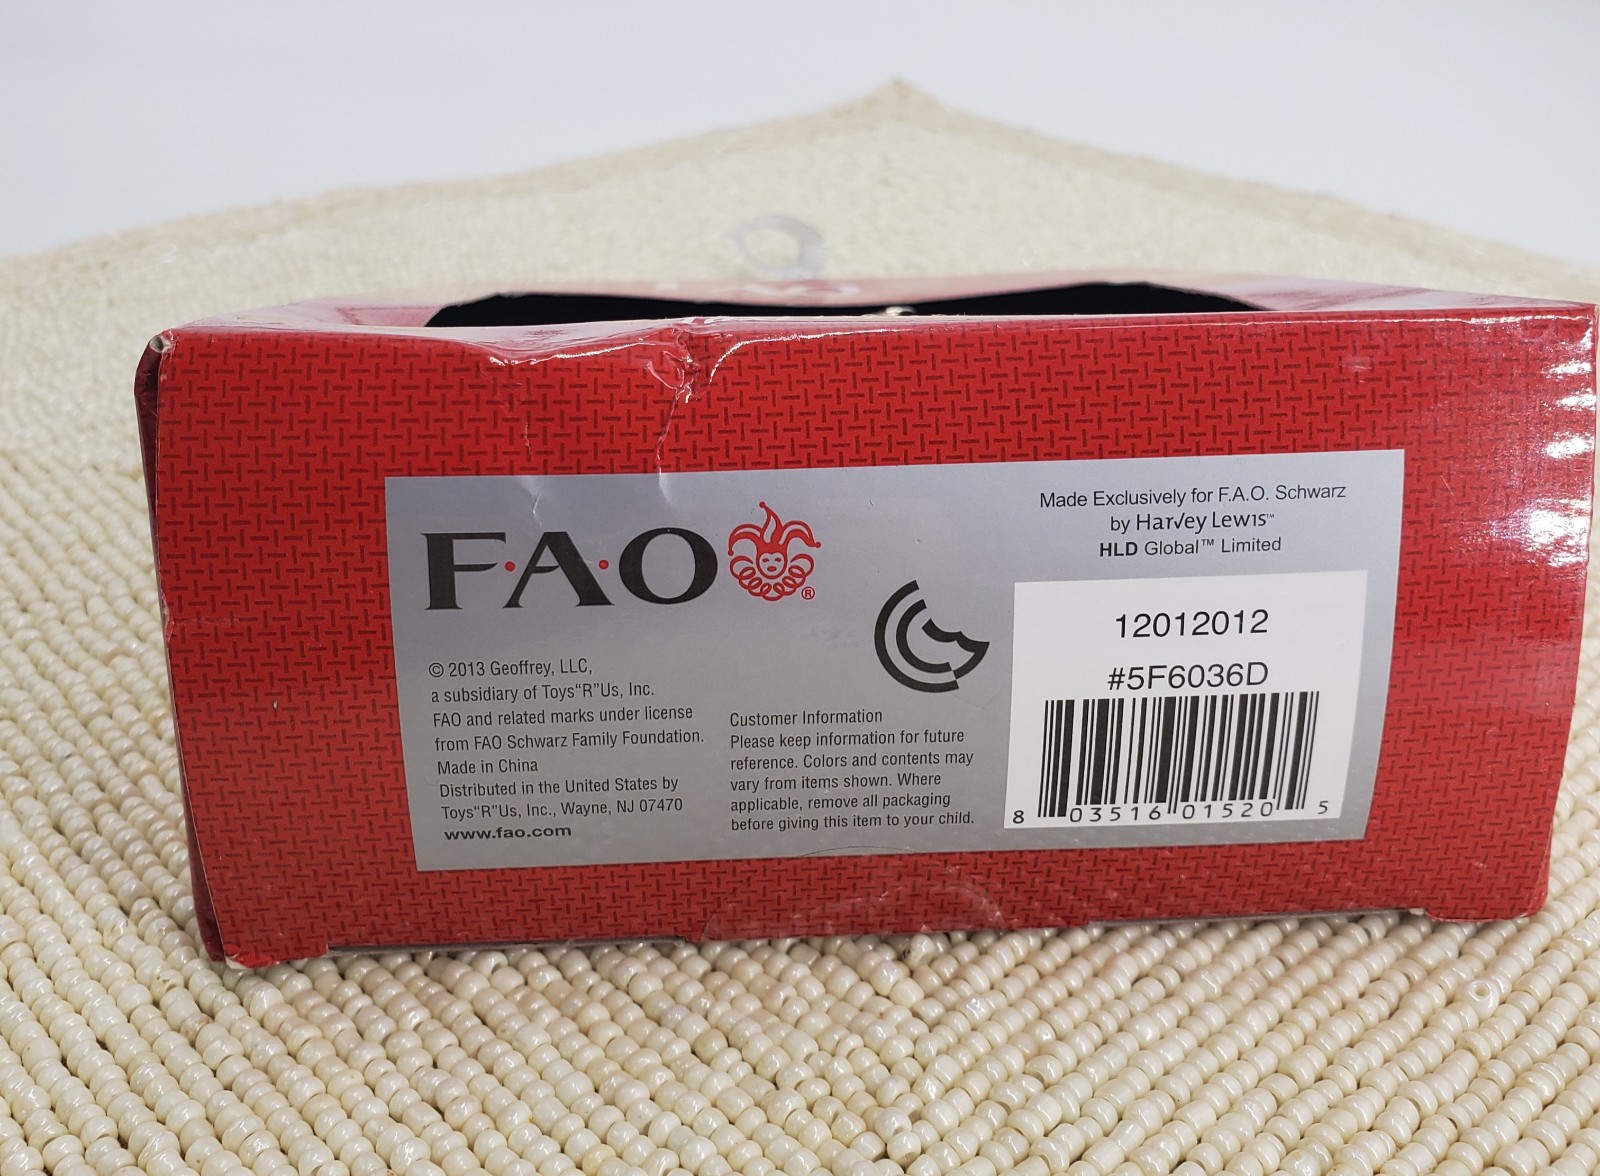 F·A·O®
© 2013 Geoffrey, LLC,
a subsidiary of Toys"R"Us, Inc.
FAO and related marks under license
from FAO Schwarz Family Foundation.
Made in China
Distributed in the United States by
Toys"R"Us, Inc., Wayne, NJ 07470
www.fao.com
Customer Information
Please keep information for future
reference. Colors and contents may
vary from items shown. Where
applicable, remove all packaging
before giving this item to your child.
Made Exclusively for F.A.O. Schwarz
by Harvey Lewis™
HLD Global™ Limited
12012012
#5F6036D
8 03516 01520 5